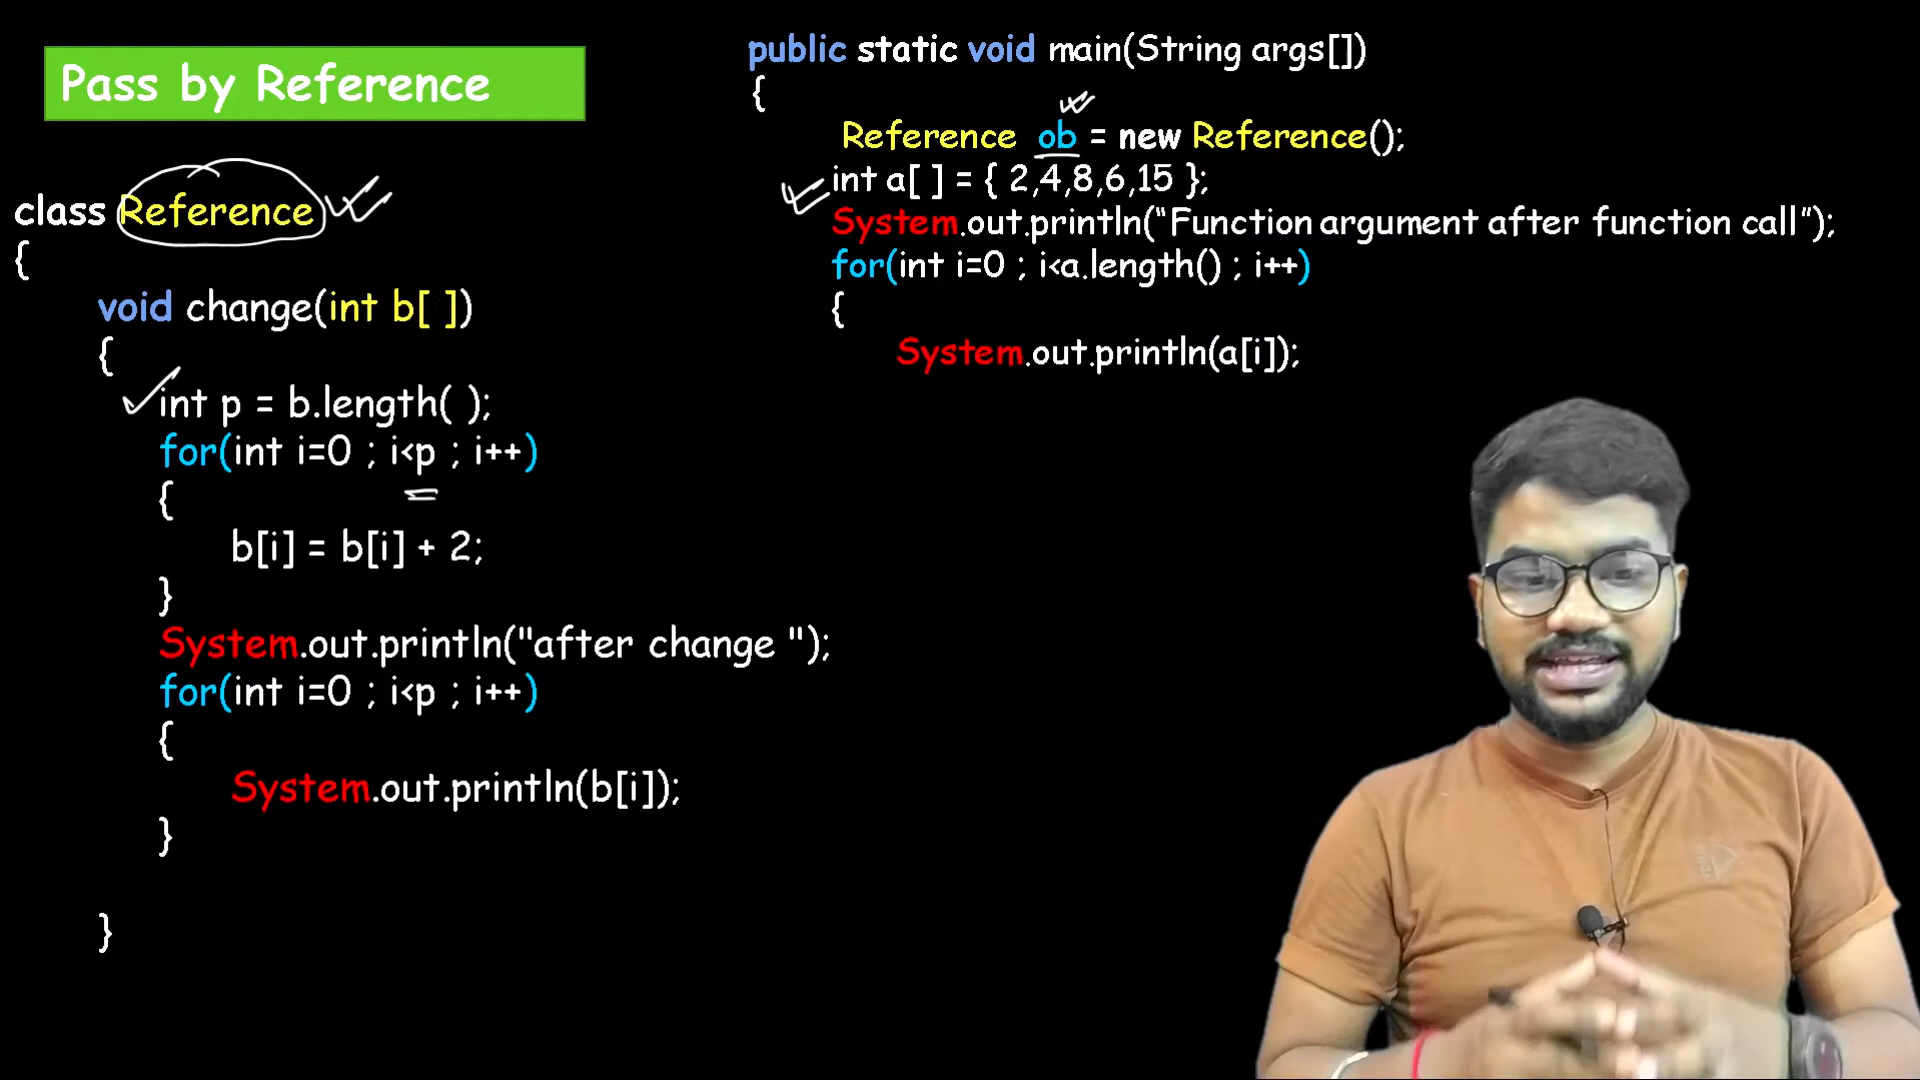 Pass by Reference
class Reference
{
void change(int b[ ])
{
int p = b.length( );
for(int i=0 ; i<p ; i++)
{
b[i] = b[i] + 2;
}
System.out.println("after change ");
for(int i=0 ; i<p ; i++)
{
System.out.println(b[i]);
}
}
public static void main(String args[])
{
Reference ob = new Reference();
int a[ ] = { 2,4,8,6,15 };
System.out.println(“Function argument after function call”);
for(int i=0 ; i<a.length() ; i++)
{
System.out.println(a[i]);